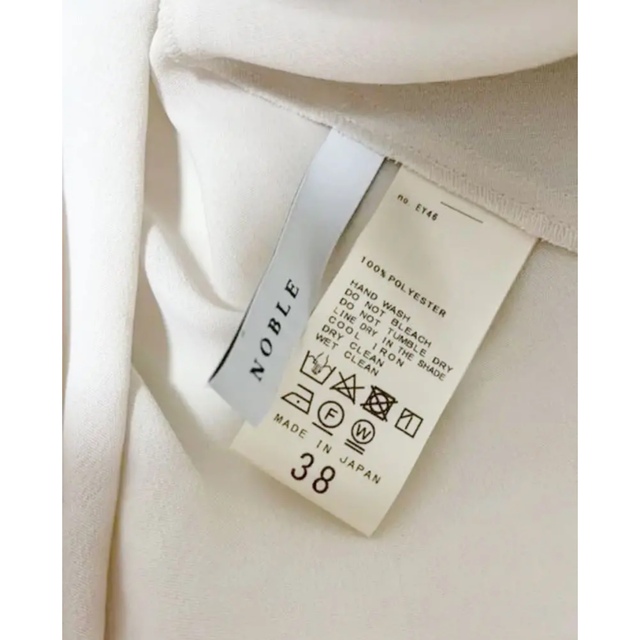 NOBLE
no. EY46
100% POLYESTER
HAND WASH
DO NOT BLEACH
DO NOT TUMBLE DRY
LINE DRY IN THE SHADE
COOL IRON
DRY CLEAN
WET CLEAN
F
W
MADE IN JAPAN
38